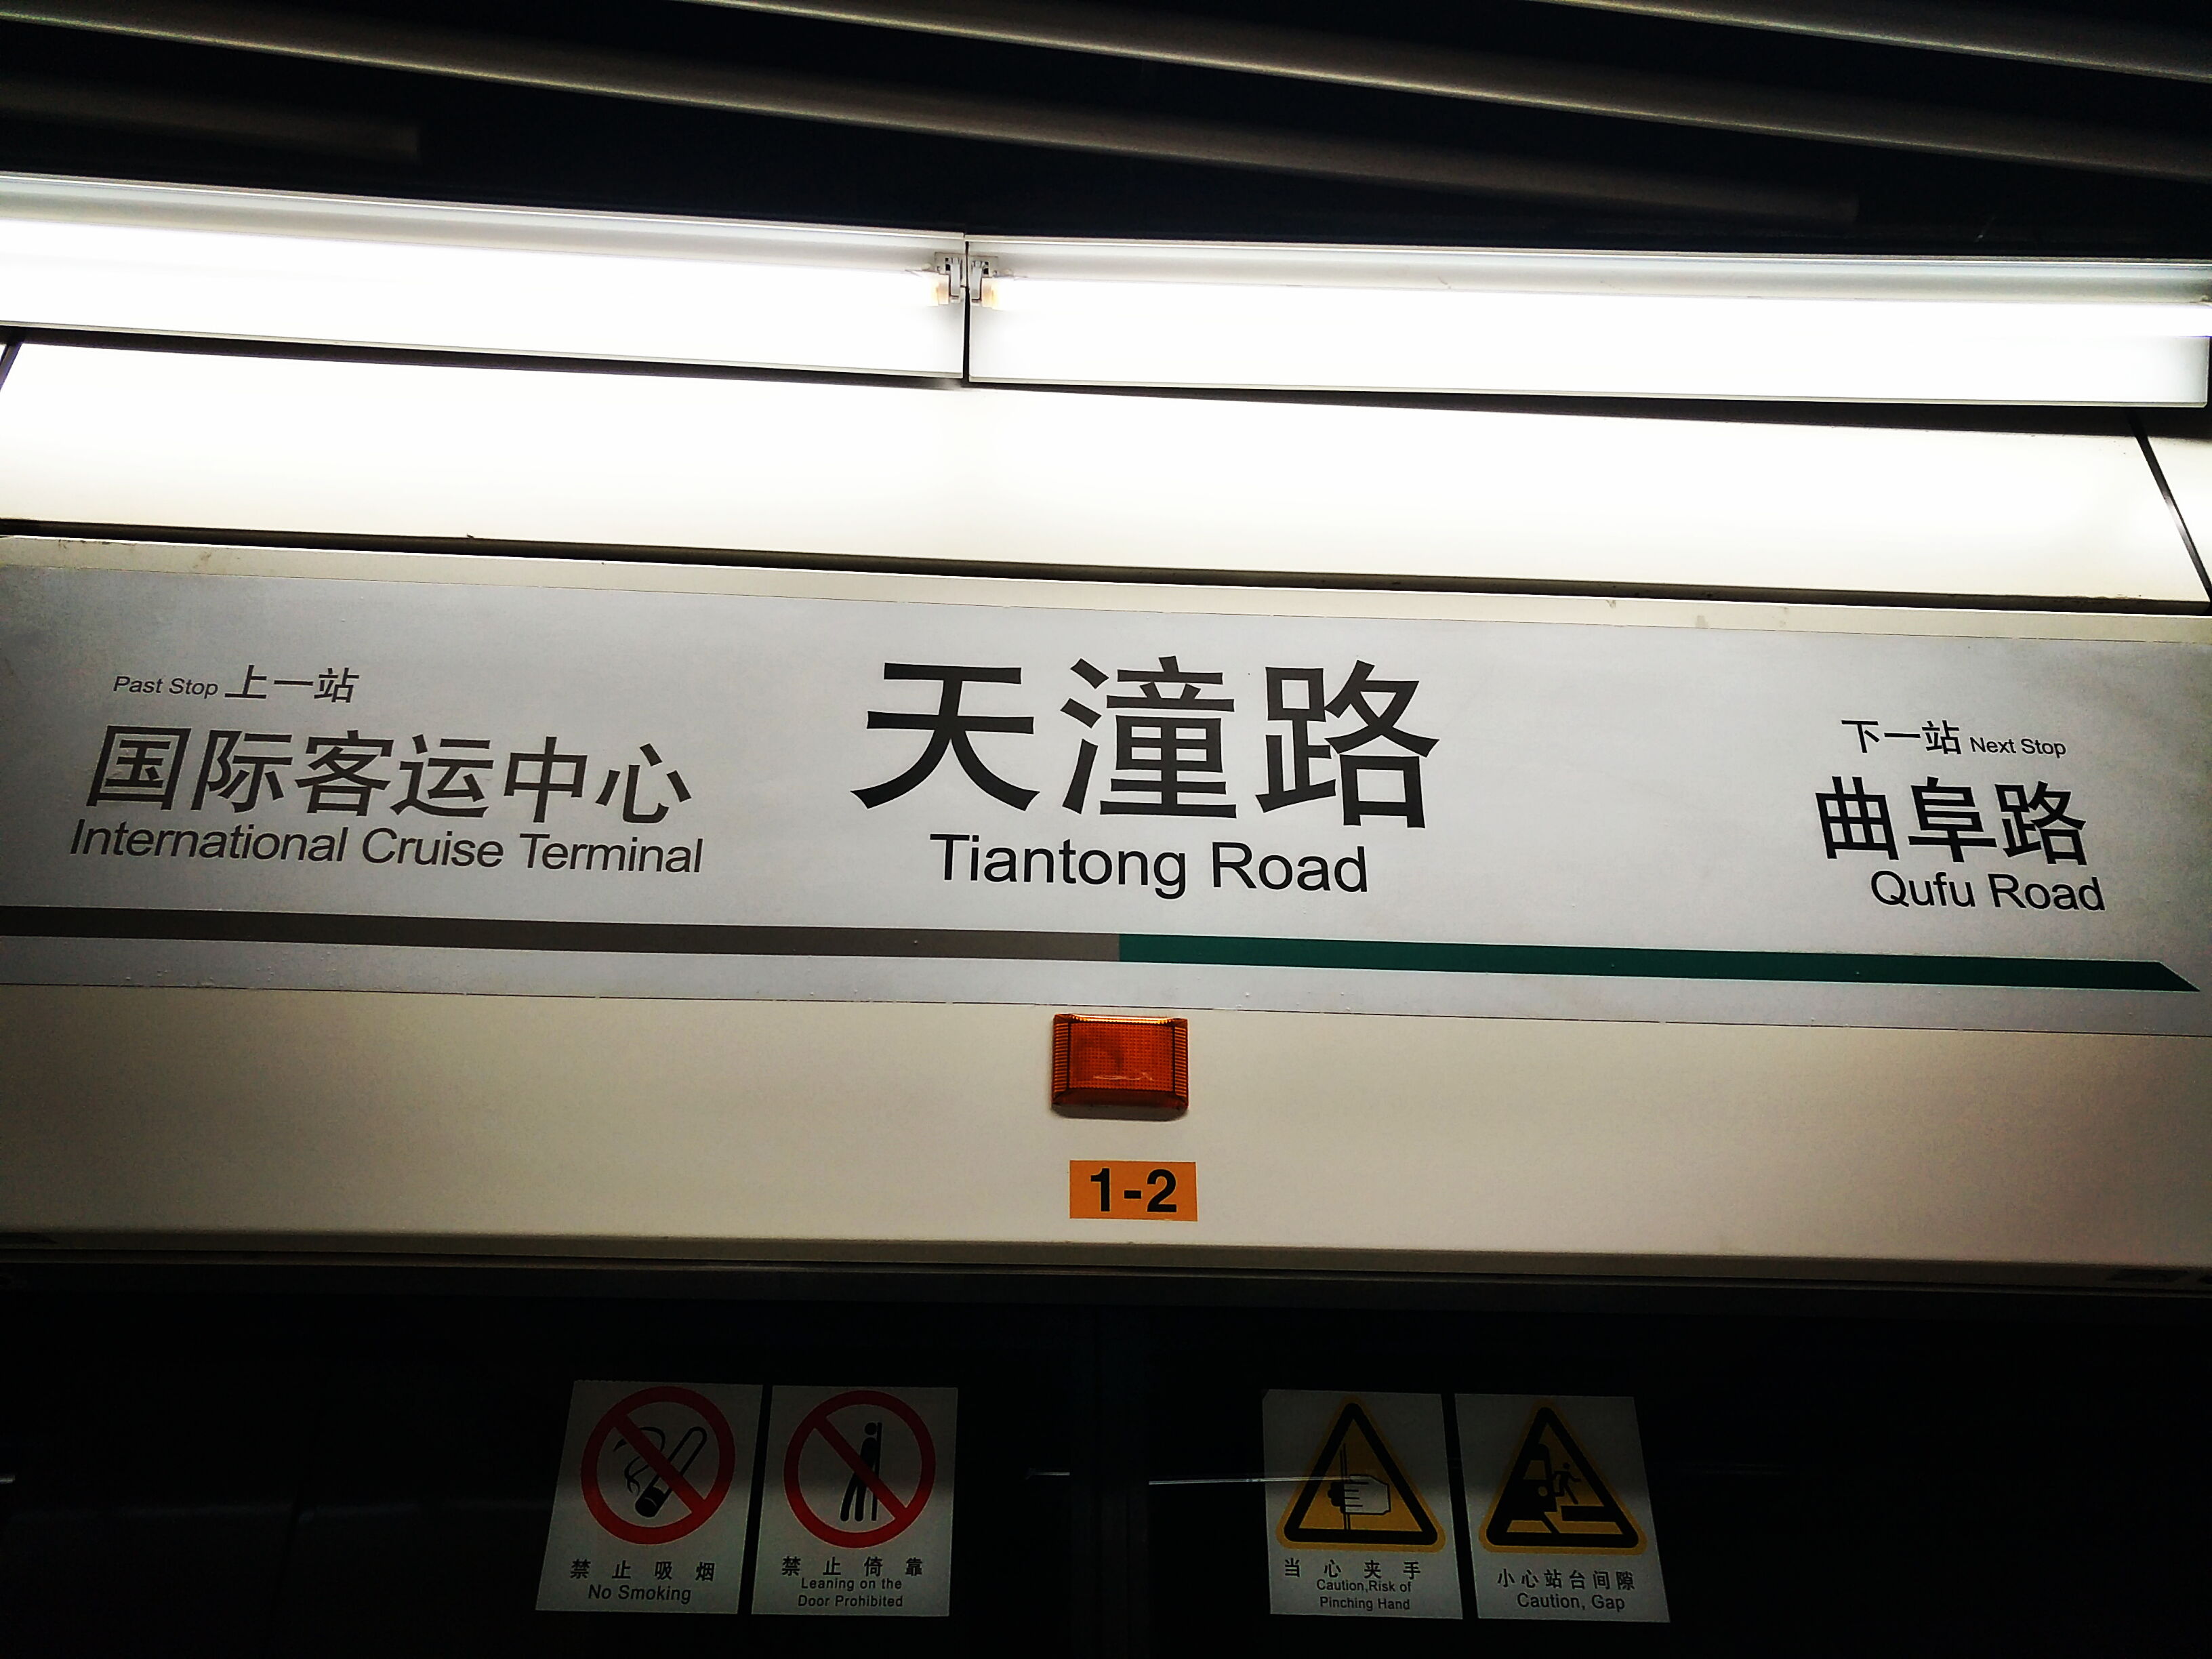 Past Stop 上一站
国际客运中心
International Cruise Terminal
天潼路
Tiantong Road
下一站 Next Stop
曲阜路
Qufu Road
1-2
禁止吸烟
No Smoking
禁止倚靠
Leaning on the
Door Prohibited
当心夹手
Caution,Risk of
Pinching Hand
小心站台间隙
Caution, Gap